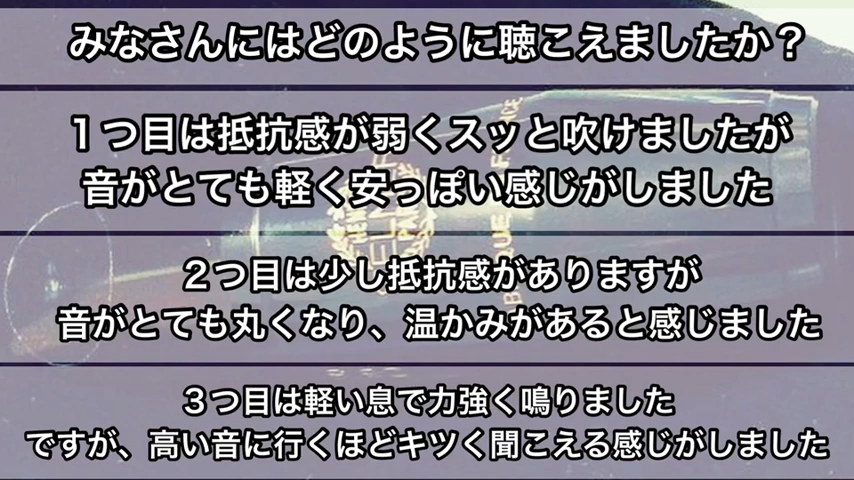 みなさんにはどのように聴こえましたか？
１つ目は抵抗感が弱くスッと吹けましたが
音がとても軽く安っぽい感じがしました
２つ目は少し抵抗感がありますが
音がとても丸くなり、温かみがあると感じました
３つ目は軽い息で力強く鳴りました
ですが、高い音に行くほどキツく聞こえる感じがしました